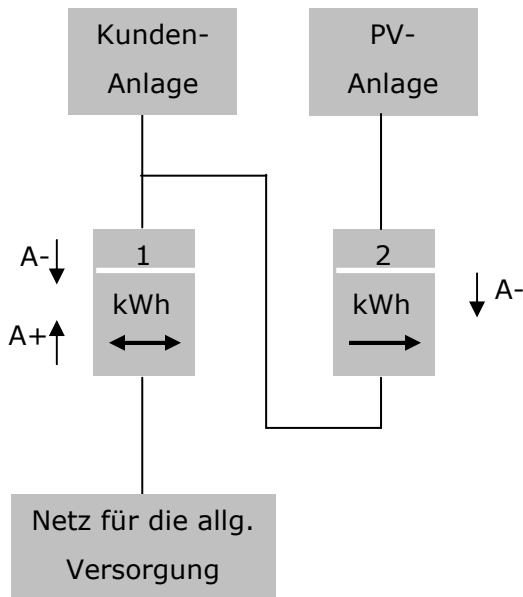 Kunden-
Anlage
PV-
Anlage
A-
1
kWh
A+
2
kWh
A-
Netz für die allg.
Versorgung